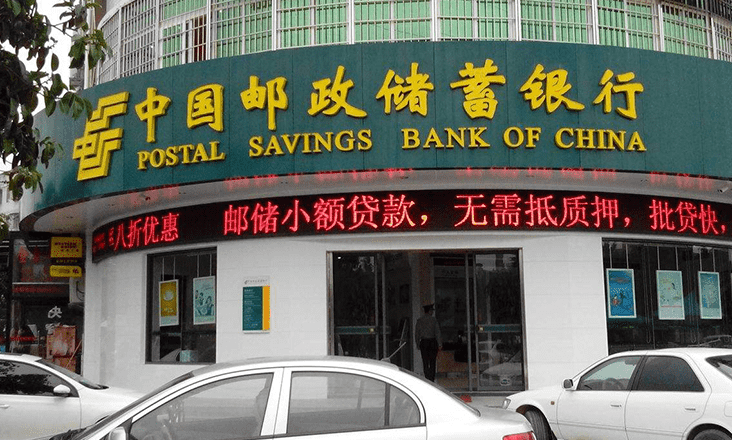 中国邮政储蓄银行
POSTAL SAVINGS BANK OF CHINA
八折优惠 邮储小额贷款，无需抵质押，批贷快，